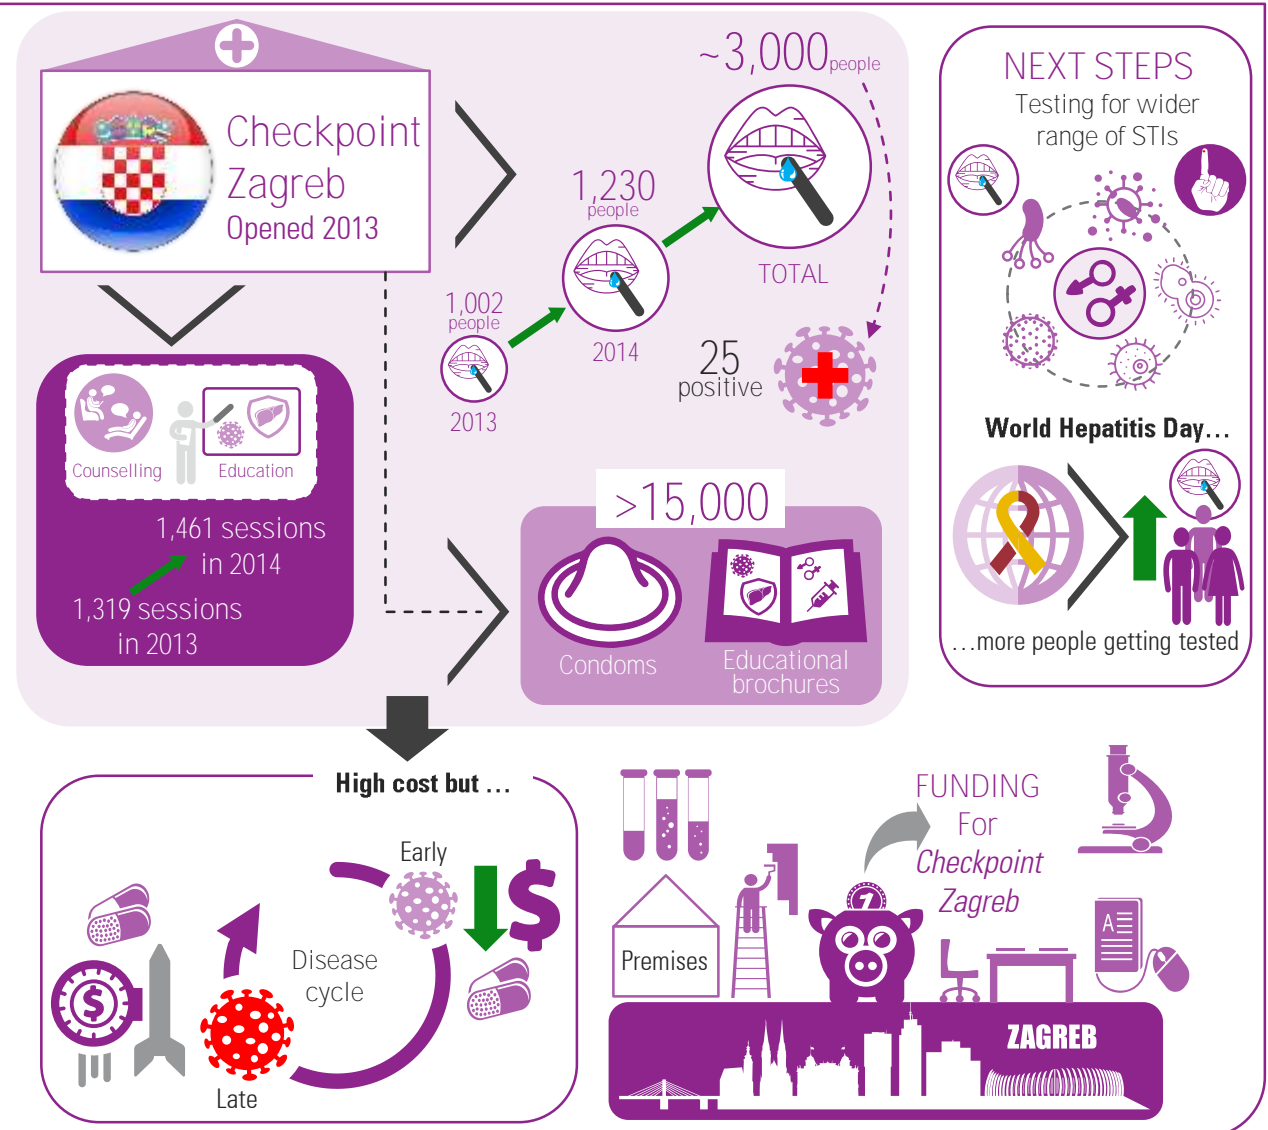 Checkpoint
Zagreb
Opened 2013
~3,000 people
TOTAL
1,230
people
2014
1,002
people
2013
25
positive
Counselling
Education
1,461 sessions
in 2014
1,319 sessions
in 2013
>15,000
Condoms
Educational
brochures
NEXT STEPS
Testing for wider
range of STIs
World Hepatitis Day...
...more people getting tested
High cost but ...
Early
$
Disease
cycle
$
Late
FUNDING
For
Checkpoint
Zagreb
Premises
A
ZAGREB